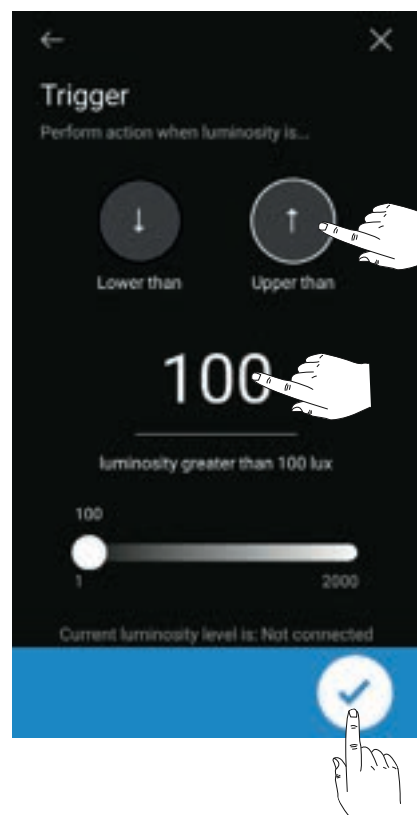 Trigger
Perform action when luminosity is...
Lower than
Upper than
100
luminosity greater than 100 lux
100
1
2000
Current luminosity level is: Not connected